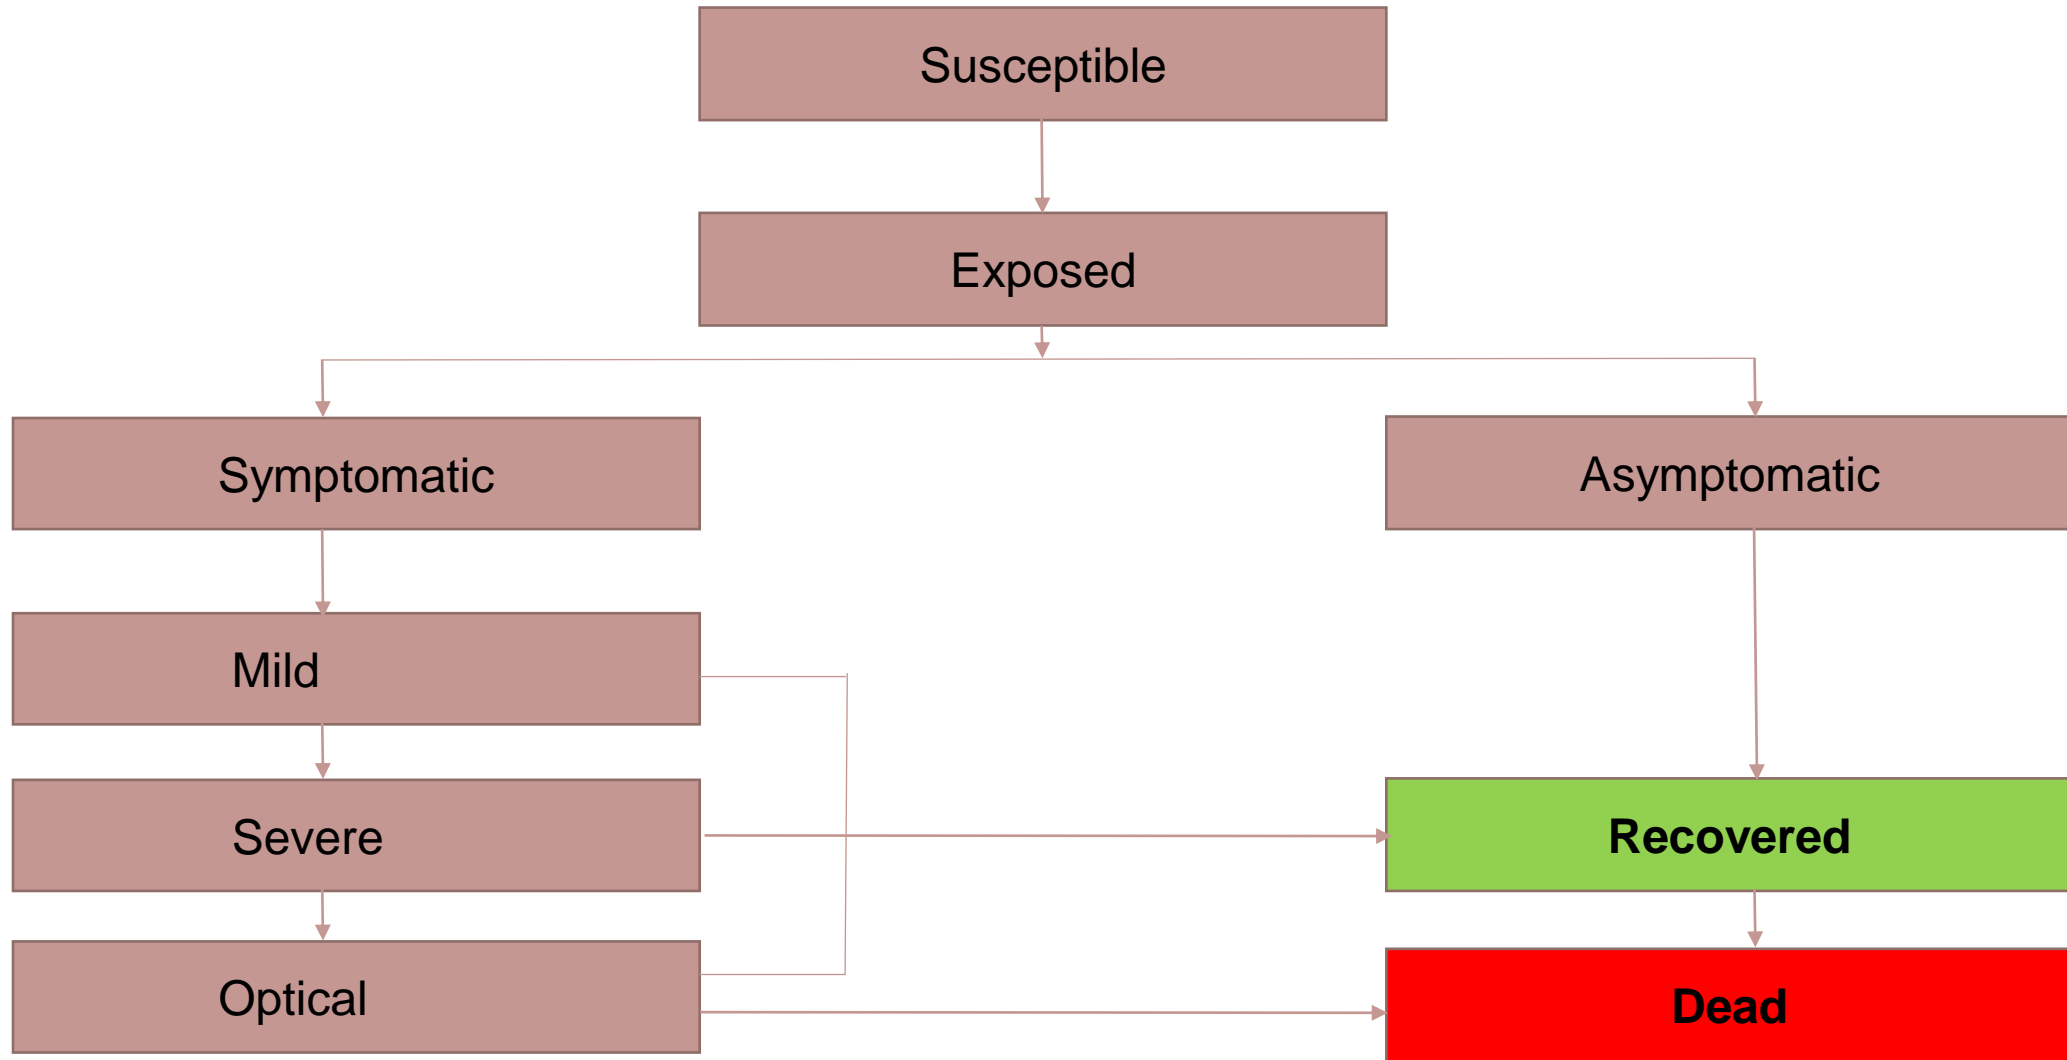 Susceptible
Exposed
Symptomatic
Asymptomatic
Mild
Severe
Recovered
Optical
Dead